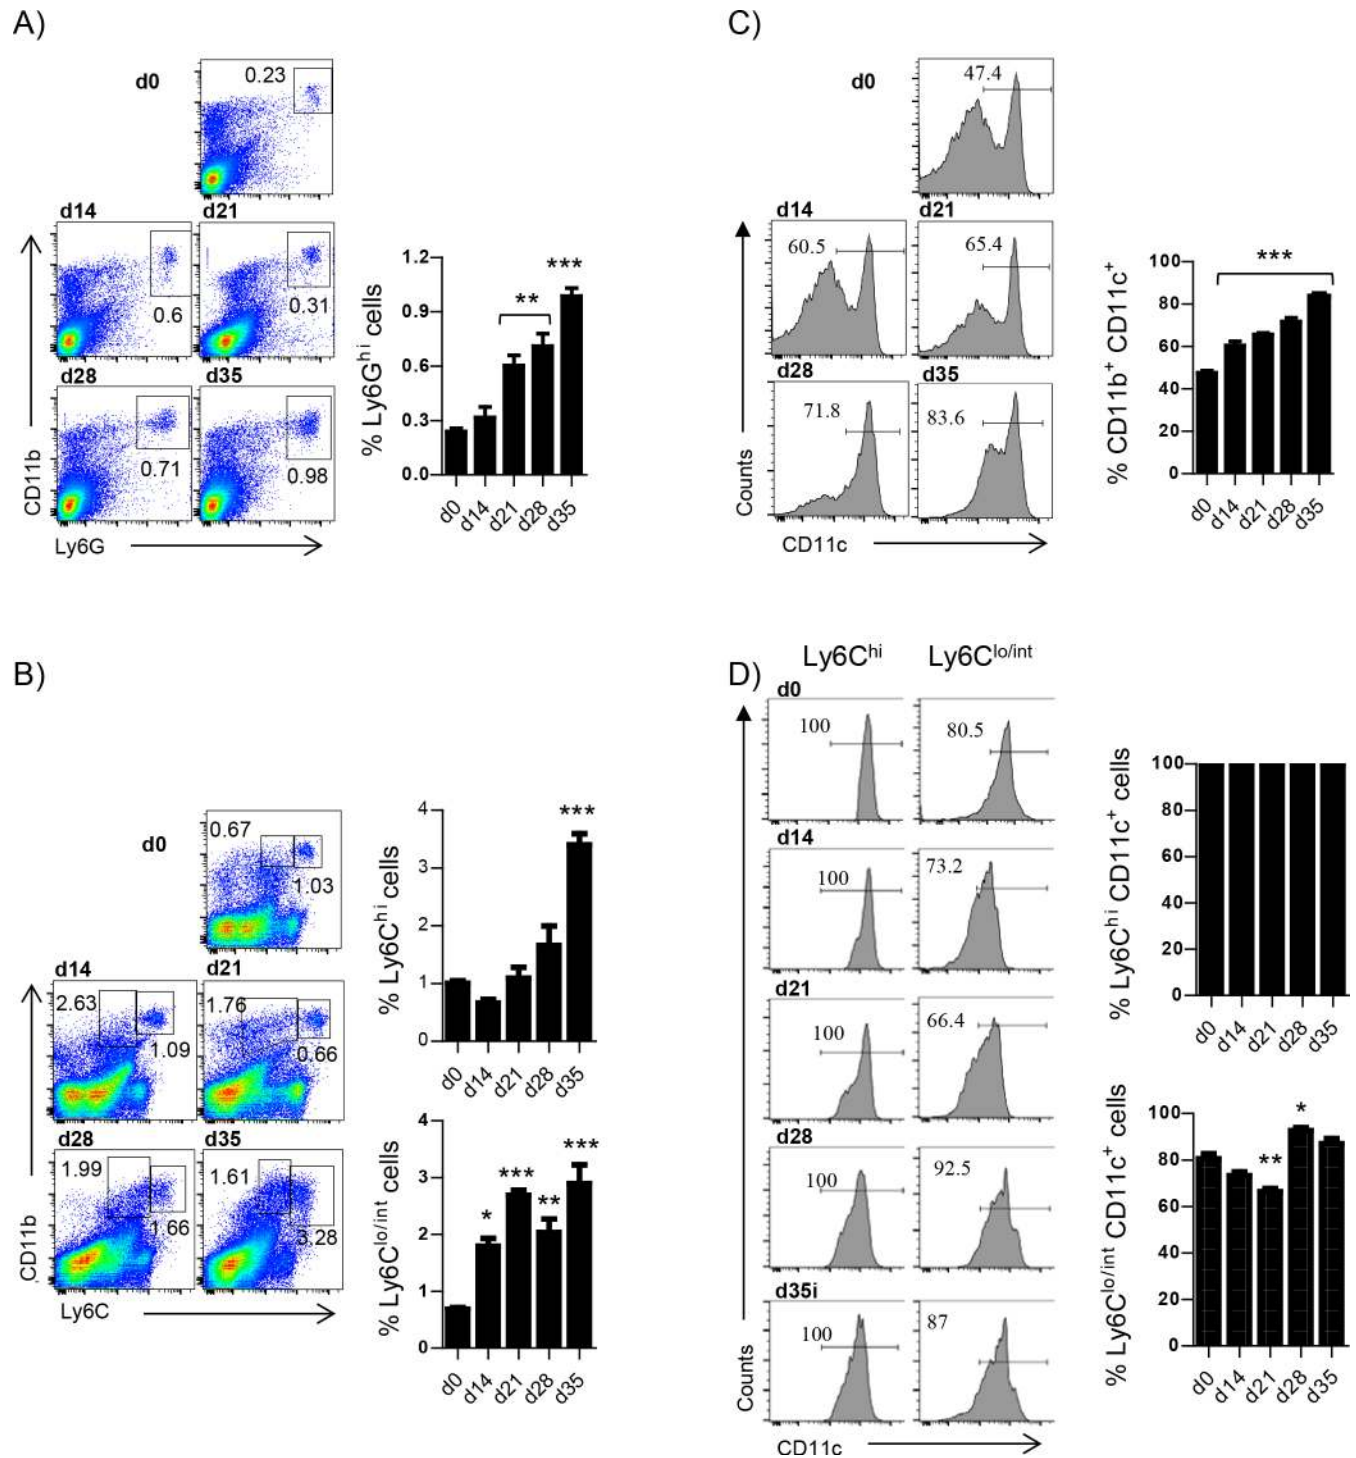 A)
d0
0.23
d14
d21
0.6
0.31
d28
d35
0.71
0.98
CD11b
Ly6G
% Ly6G^hi cells
1.2
0.9
0.6
0.3
0.0
**
***
d0 d14 d21 d28 d35
C)
d0
47.4
d14
d21
60.5
65.4
d28
d35
71.8
83.6
Counts
CD11c
% CD11b+ CD11c+
100
80
60
40
20
0
***
d0 d14 d21 d28 d35
B)
d0
0.67
1.03
d14
d21
2.63
1.09
1.76
0.66
d28
d35
1.99
1.66
1.61
3.28
CD11b
Ly6C
% Ly6C^hi cells
4
3
2
1
0
***
d0 d14 d21 d28 d35
% Ly6C^lo/int cells
4
3
2
1
0
*
***
**
***
d0 d14 d21 d28 d35
D)
Ly6C^hi
Ly6C^lo/int
d0
100
80.5
d14
100
73.2
d21
100
66.4
d28
100
92.5
d35i
100
87
Counts
CD11c
% Ly6C^hi CD11c+ cells
100
80
60
40
20
0
d0 d14 d21 d28 d35
% Ly6C^lo/int CD11c+ cells
100
80
60
40
20
0
**
*
d0 d14 d21 d28 d35